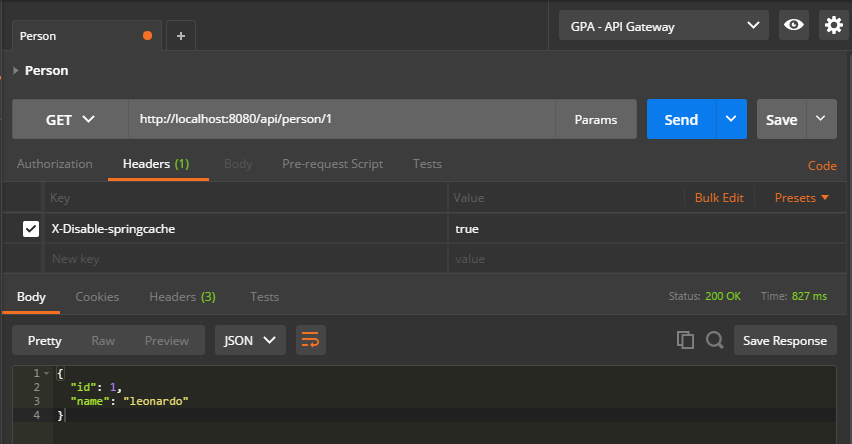 Person
+
GPA - API Gateway
Person
GET
http://localhost:8080/api/person/1
Params
Send
Save
Authorization
Headers (1)
Body
Pre-request Script
Tests
Code
Key
Value
Bulk Edit
Presets
X-Disable-springcache
true
New key
value
Body
Cookies
Headers (3)
Tests
Status: 200 OK
Time: 827 ms
Pretty
Raw
Preview
JSON
Save Response
1 {
2 "id": 1,
3 "name": "leonardo"
4 }